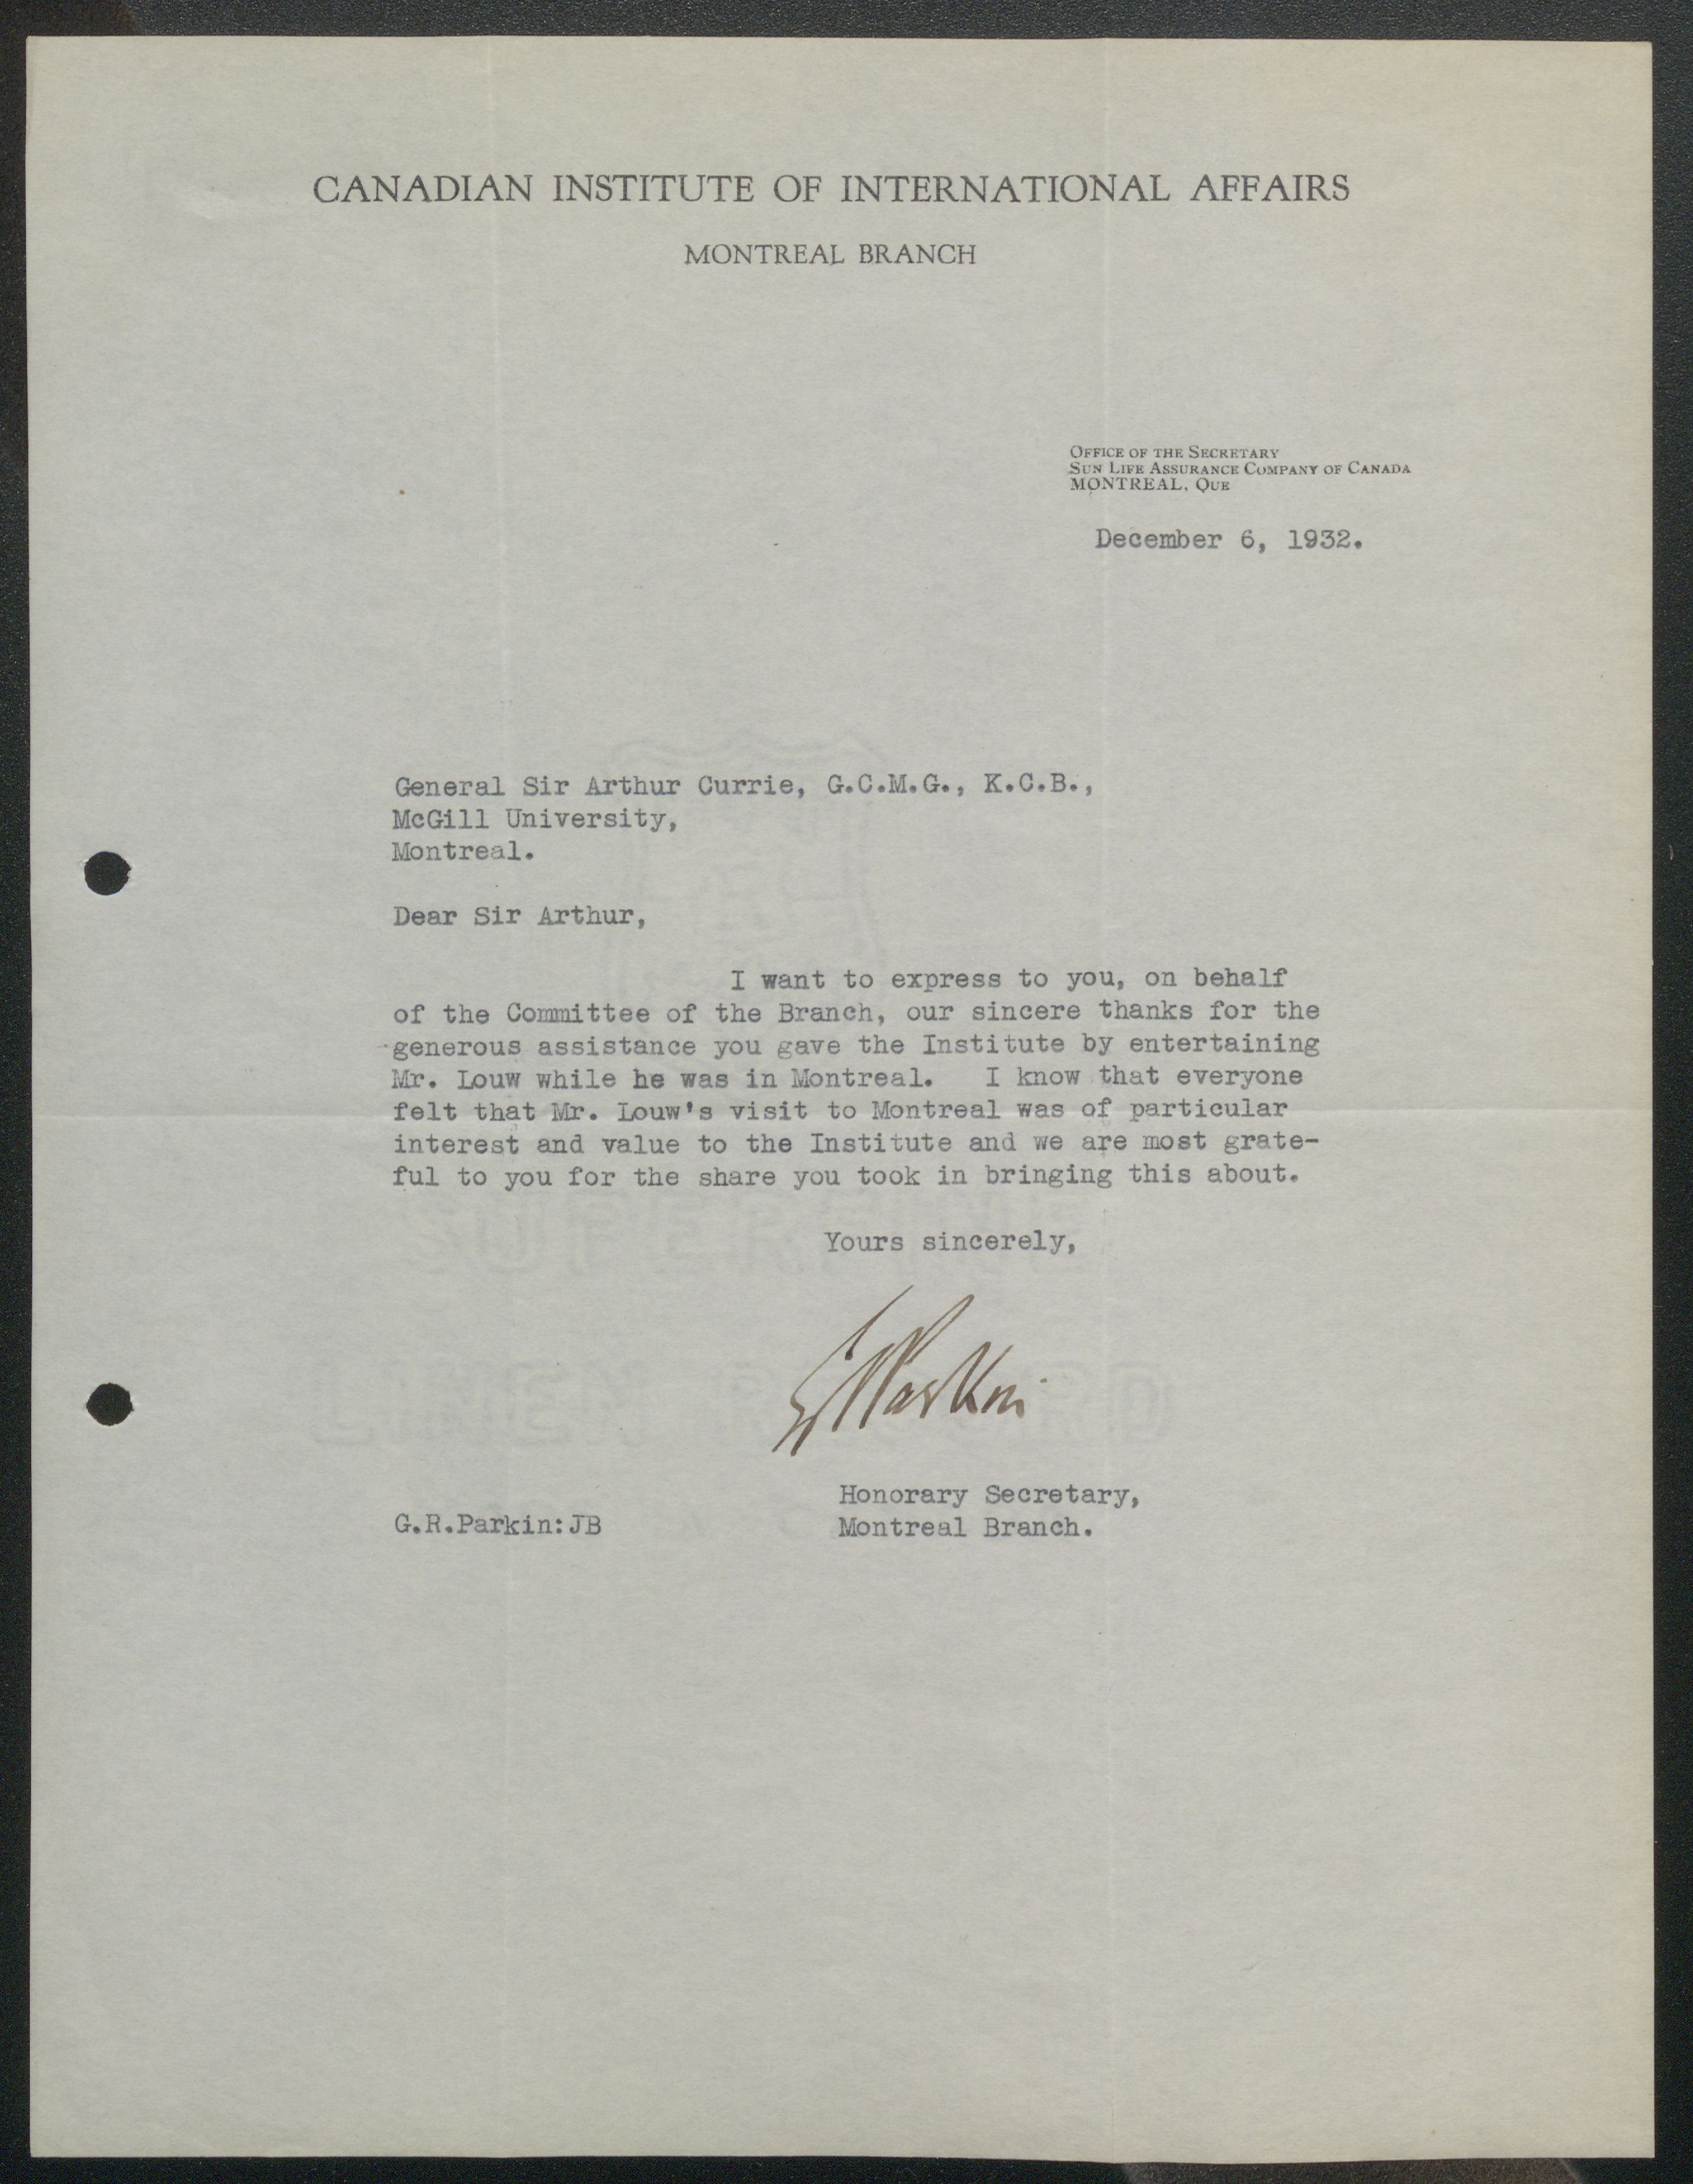 CANADIAN INSTITUTE OF INTERNATIONAL AFFAIRS
MONTREAL BRANCH
OFFICE OF THE SECRETARY
SUN LIFE ASSURANCE COMPANY OF CANADA
MONTREAL, QUE
December 6, 1932.
General Sir Arthur Currie, G.C.M.G., K.C.B.,
McGill University,
Montreal.
Dear Sir Arthur,
I want to express to you, on behalf
of the Committee of the Branch, our sincere thanks for the
generous assistance you gave the Institute by entertaining
Mr. Louw while he was in Montreal. I know that everyone
felt that Mr. Louw's visit to Montreal was of particular
interest and value to the Institute and we are most grate-
ful to you for the share you took in bringing this about.
Yours sincerely,
G Parkin
Honorary Secretary,
G.R.Parkin:JB Montreal Branch.